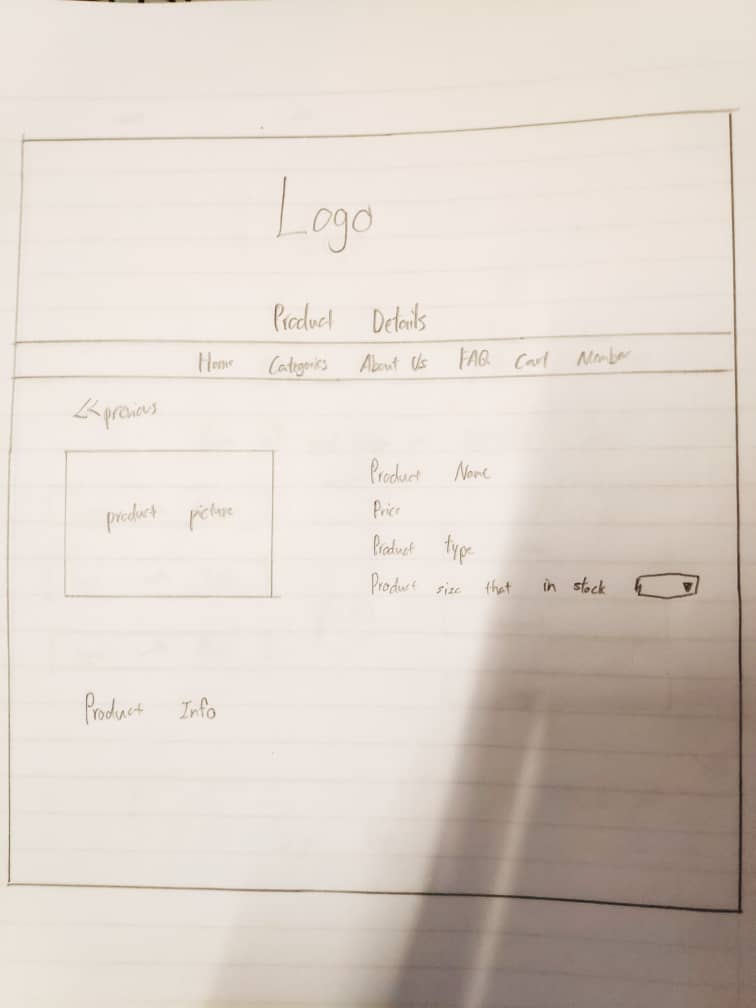 Logo
Product Details
Home Categories About Us FAQ Cart Member
<< previous
product picture
Product Name
Price
Product type
Product size that in stock
Product Info